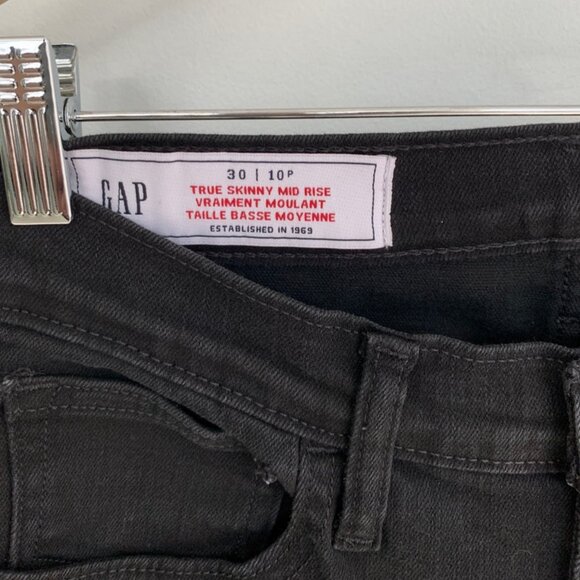 GAP
30 | 10P
TRUE SKINNY MID RISE
VRAIMENT MOULANT
TAILLE BASSE MOYENNE
ESTABLISHED IN 1969